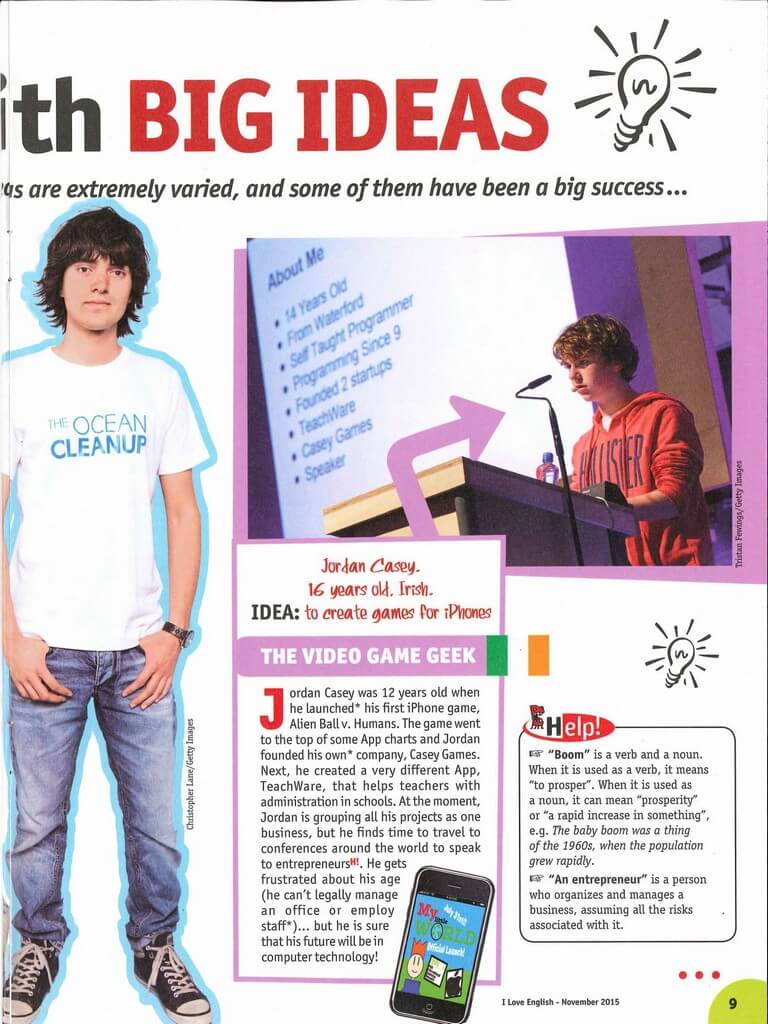 ith BIG IDEAS
as are extremely varied, and some of them have been a big success...
THE OCEAN
CLEANUP
Christopher Lane/Getty Images
About Me
• 14 Years Old
• From Waterford
• Self Taught Programmer
• Programming Since 9
• Founded 2 startups
• TeachWare
• Casey Games
• Speaker
HOLLISTER
Tristan Fewings/Getty Images
Jordan Casey.
16 years old. Irish.
IDEA: to create games for iPhones
THE VIDEO GAME GEEK
Jordan Casey was 12 years old when
he launched* his first iPhone game,
Alien Ball v. Humans. The game went
to the top of some App charts and Jordan
founded his own* company, Casey Games.
Next, he created a very different App,
TeachWare, that helps teachers with
administration in schools. At the moment,
Jordan is grouping all his projects as one
business, but he finds time to travel to
conferences around the world to speak
to entrepreneursH!. He gets
frustrated about his age
(he can't legally manage
an office or employ
staff*)... but he is sure
that his future will be in
computer technology!
My little
WORLD
Official Launch!
Help!
☞ "Boom" is a verb and a noun.
When it is used as a verb, it means
"to prosper". When it is used as
a noun, it can mean "prosperity"
or "a rapid increase in something",
e.g. The baby boom was a thing
of the 1960s, when the population
grew rapidly.
☞ "An entrepreneur" is a person
who organizes and manages a
business, assuming all the risks
associated with it.
I Love English - November 2015
9